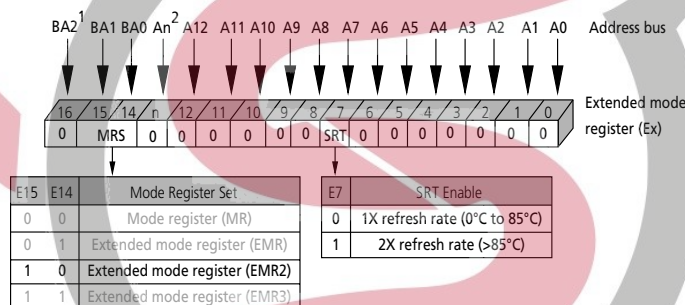 BA2¹ BA1 BA0 An² A12 A11 A10 A9 A8 A7 A6 A5 A4 A3 A2 A1 A0 Address bus
16 15 14 n 12 11 10 9 8 7 6 5 4 3 2 1 0 Extended mode
0 MRS 0 0 0 0 0 0 SRT 0 0 0 0 0 0 0 register (Ex)
E15 E14 Mode Register Set
0 0 Mode register (MR)
0 1 Extended mode register (EMR)
1 0 Extended mode register (EMR2)
1 1 Extended mode register (EMR3)
E7 SRT Enable
0 1X refresh rate (0°C to 85°C)
1 2X refresh rate (>85°C)